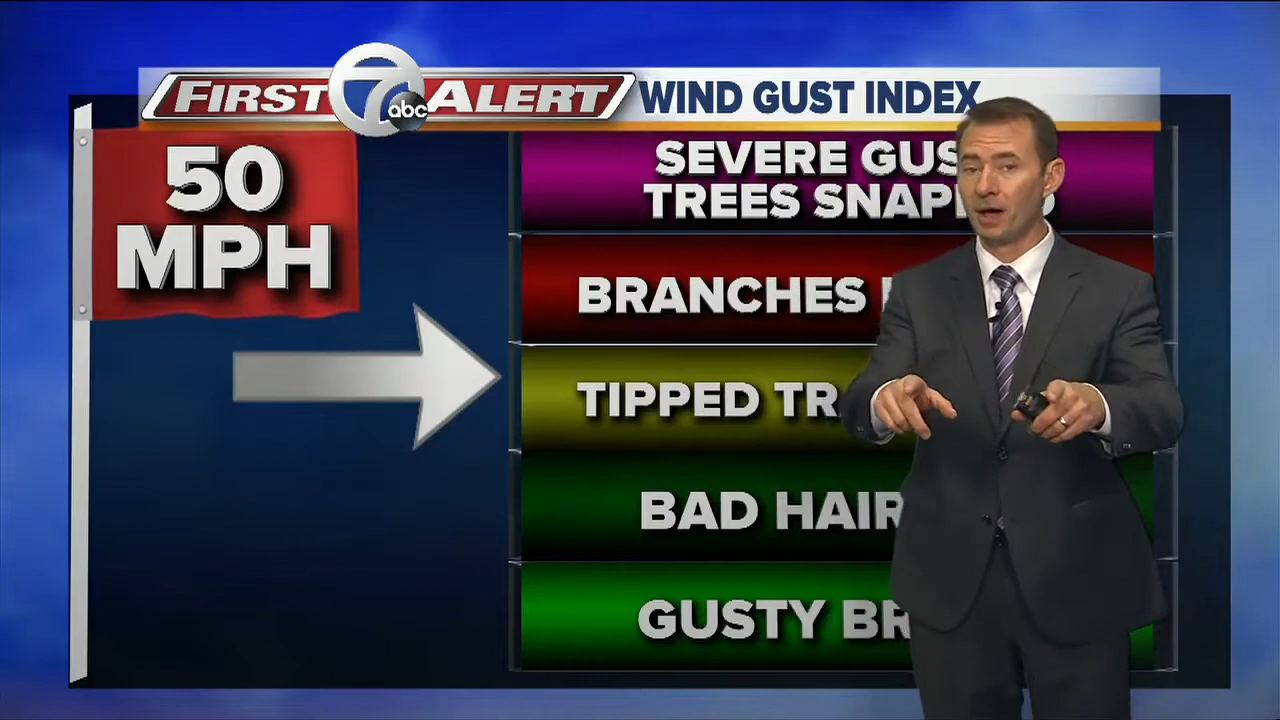 FIRST 7 abc ALERT WIND GUST INDEX
50
MPH
SEVERE GUS
TREES SNAP
BRANCHES
TIPPED TR
BAD HAIR
GUSTY BR